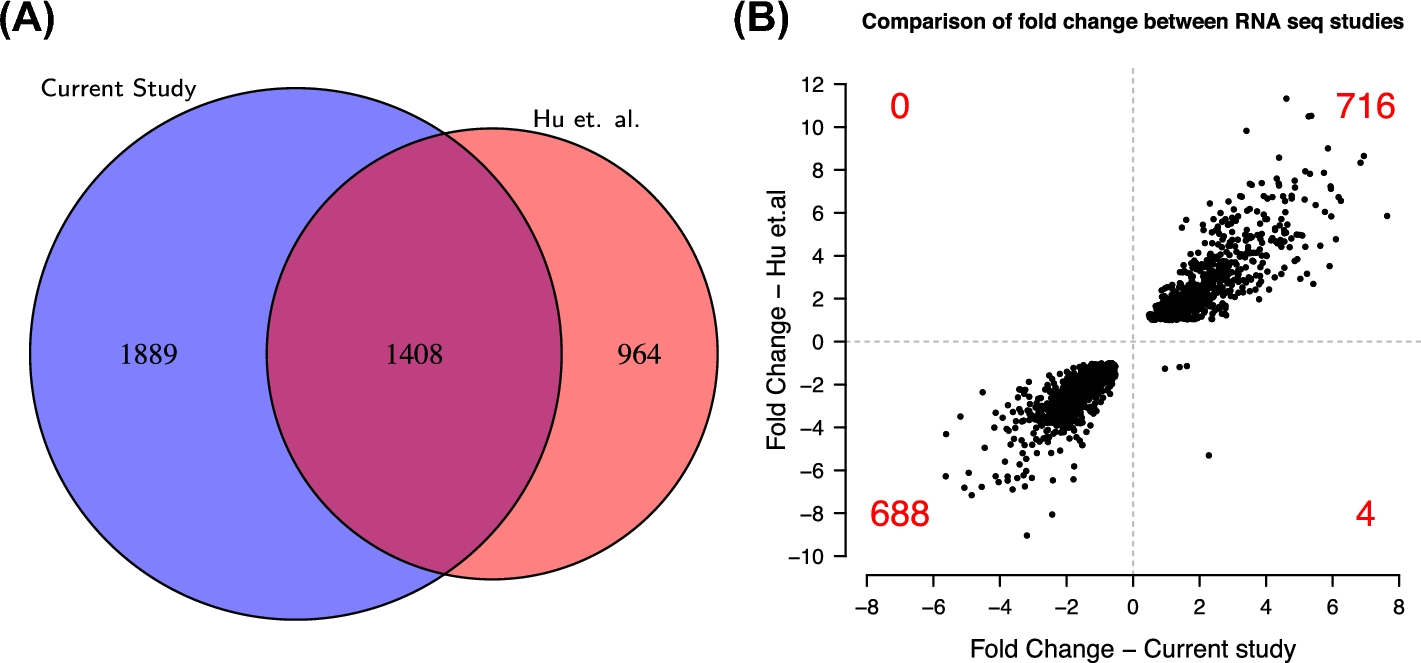 (A)
Current Study
Hu et. al.
1889
1408
964
(B)
Comparison of fold change between RNA seq studies
Fold Change – Hu et.al
12
10
8
6
4
2
0
−2
−4
−6
−8
−10
0
716
688
4
−8 −6 −4 −2 0 2 4 6 8
Fold Change – Current study